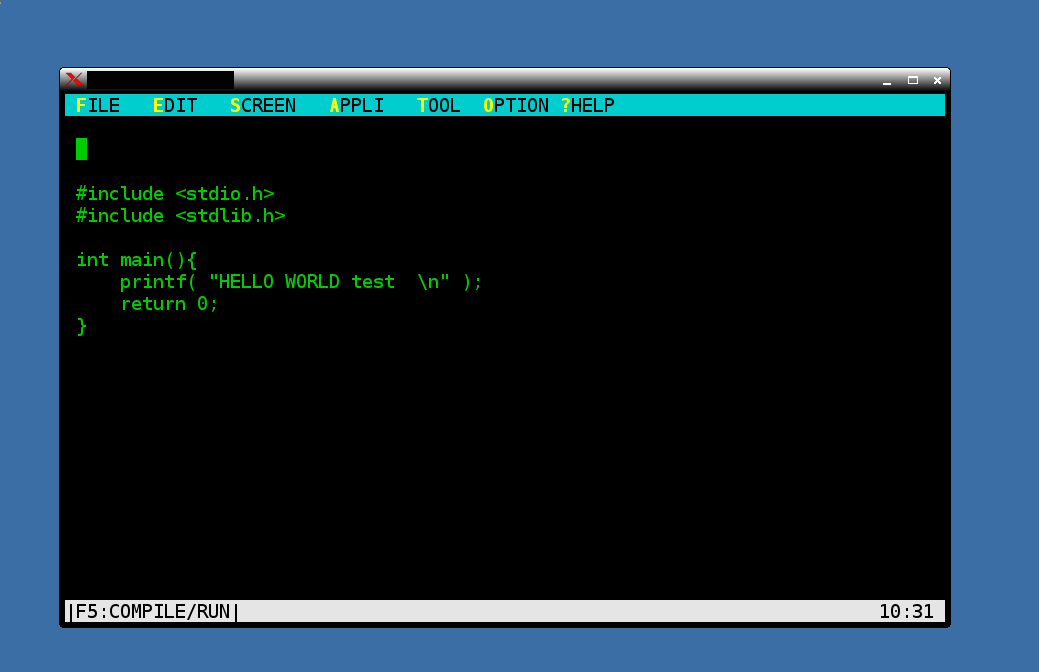 FILE EDIT SCREEN APPLI TOOL OPTION ?HELP
#include <stdio.h>
#include <stdlib.h>
int main(){
    printf( "HELLO WORLD test  \n" );
    return 0;
}
|F5:COMPILE/RUN| 10:31